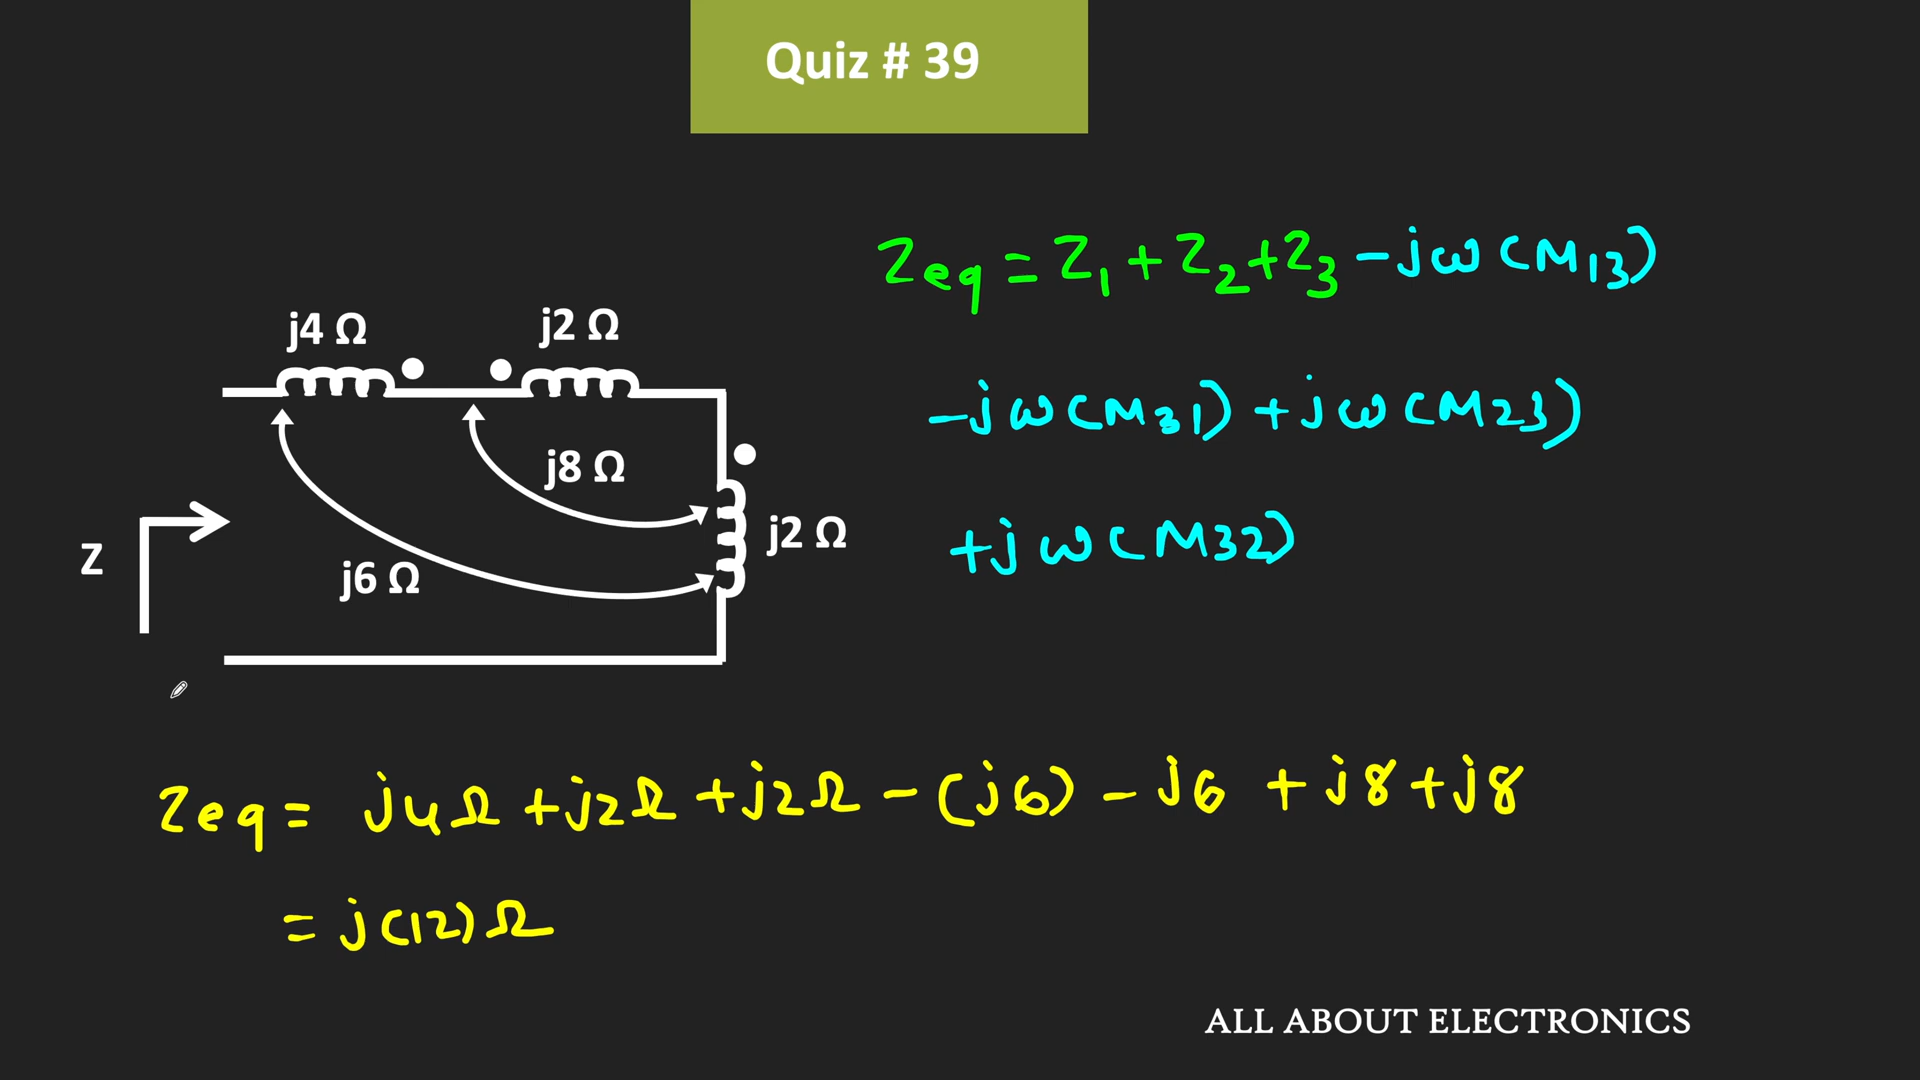 Quiz # 39
Zeq = Z1 + Z2 + Z3 - jω(M13)
- jω(M31) + jω(M23)
+ jω(M32)
j4 Ω
j2 Ω
j8 Ω
j2 Ω
Z
j6 Ω
Zeq = j4Ω + j2Ω + j2Ω - (j6) - j6 + j8 + j8
= j(12)Ω
ALL ABOUT ELECTRONICS